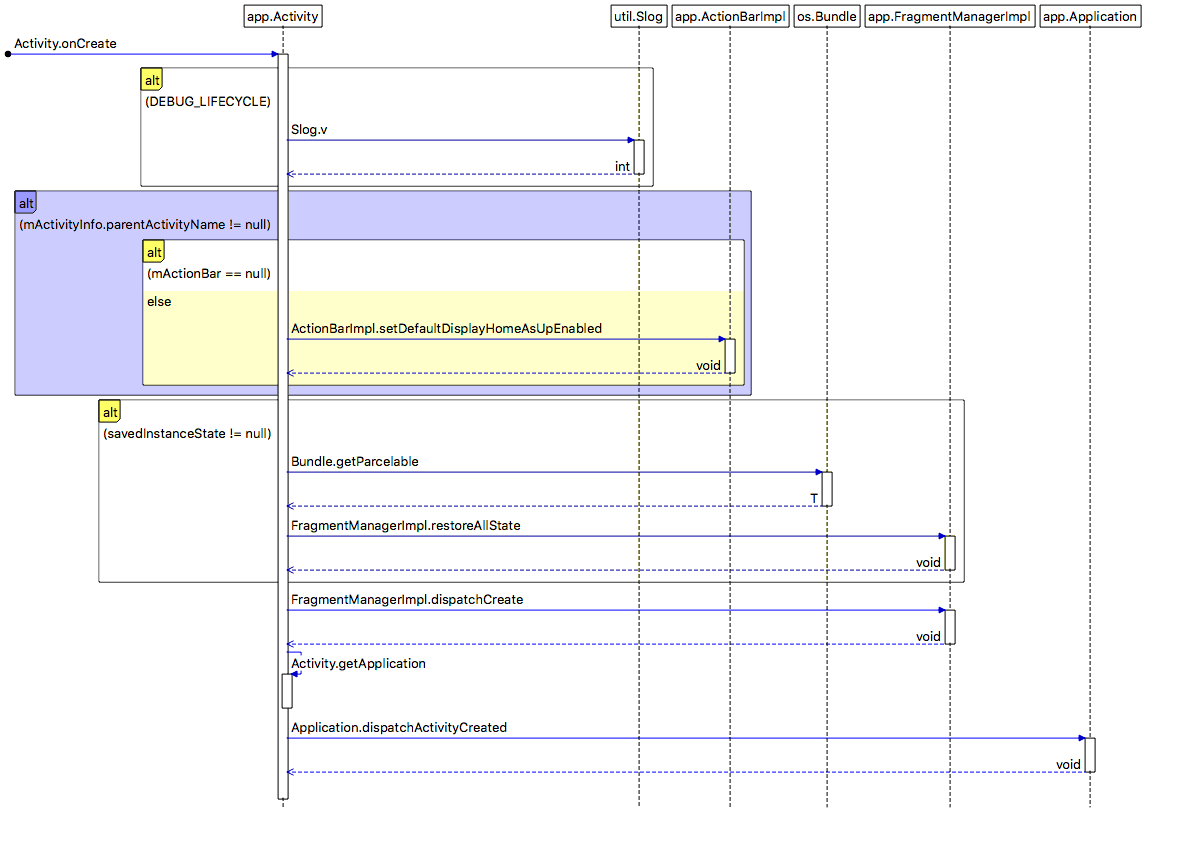 app.Activity
util.Slog
app.ActionBarImpl
os.Bundle
app.FragmentManagerImpl
app.Application
Activity.onCreate
alt
(DEBUG_LIFECYCLE)
Slog.v
int
alt
(mActivityInfo.parentActivityName != null)
alt
(mActionBar == null)
else
ActionBarImpl.setDefaultDisplayHomeAsUpEnabled
void
alt
(savedInstanceState != null)
Bundle.getParcelable
T
FragmentManagerImpl.restoreAllState
void
FragmentManagerImpl.dispatchCreate
void
Activity.getApplication
Application.dispatchActivityCreated
void